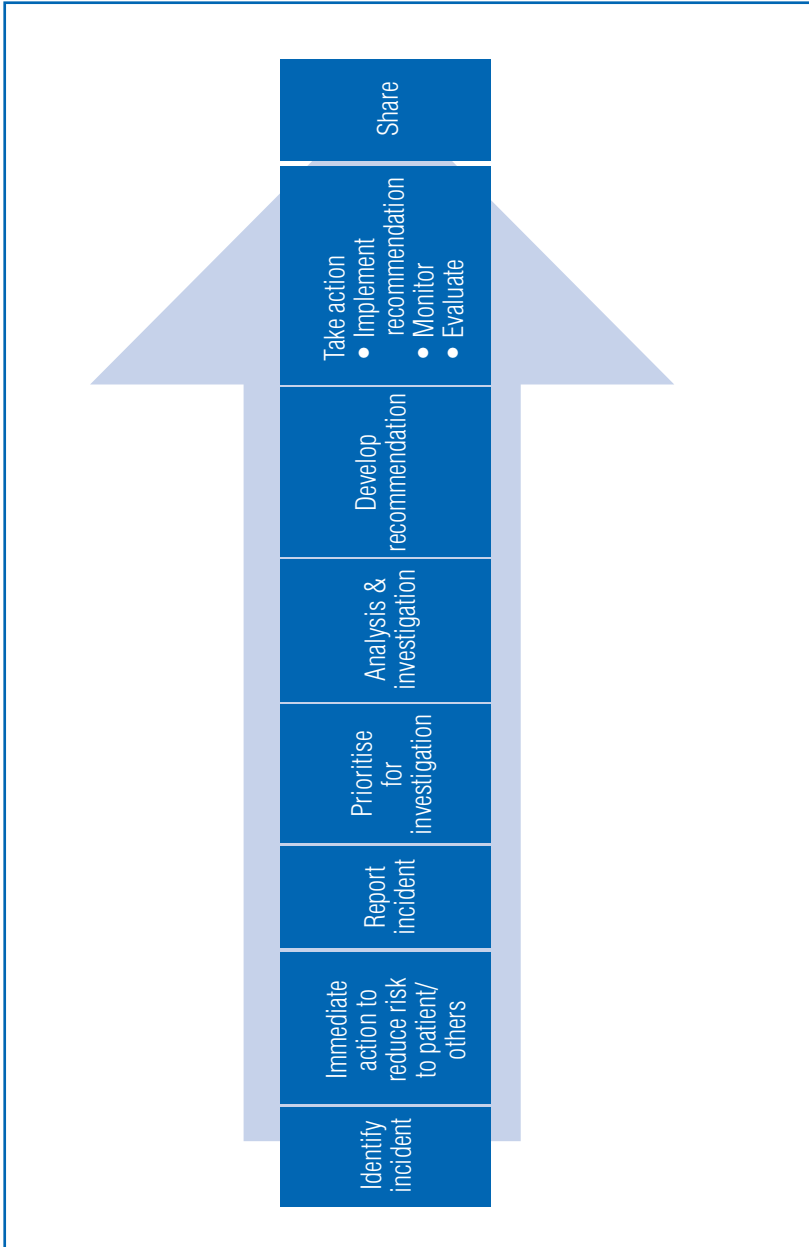 Identify
incident
Immediate
action to
reduce risk
to patient/
others
Report
incident
Prioritise
for
investigation
Analysis &
investigation
Develop
recommendation
Take action
• Implement
recommendation
• Monitor
• Evaluate
Share